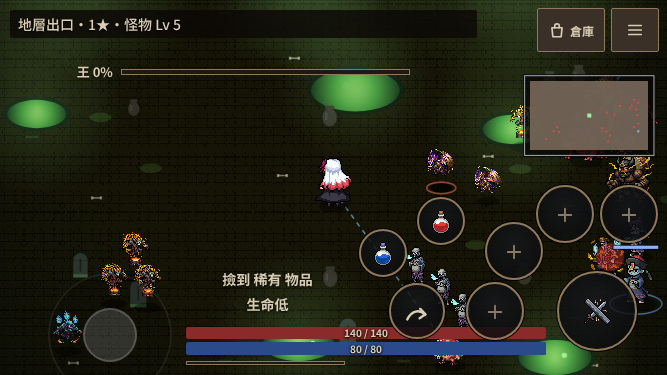 地層出口・1★・怪物 Lv 5
倉庫
王 0%
撿到 稀有 物品
生命低
140 / 140
80 / 80